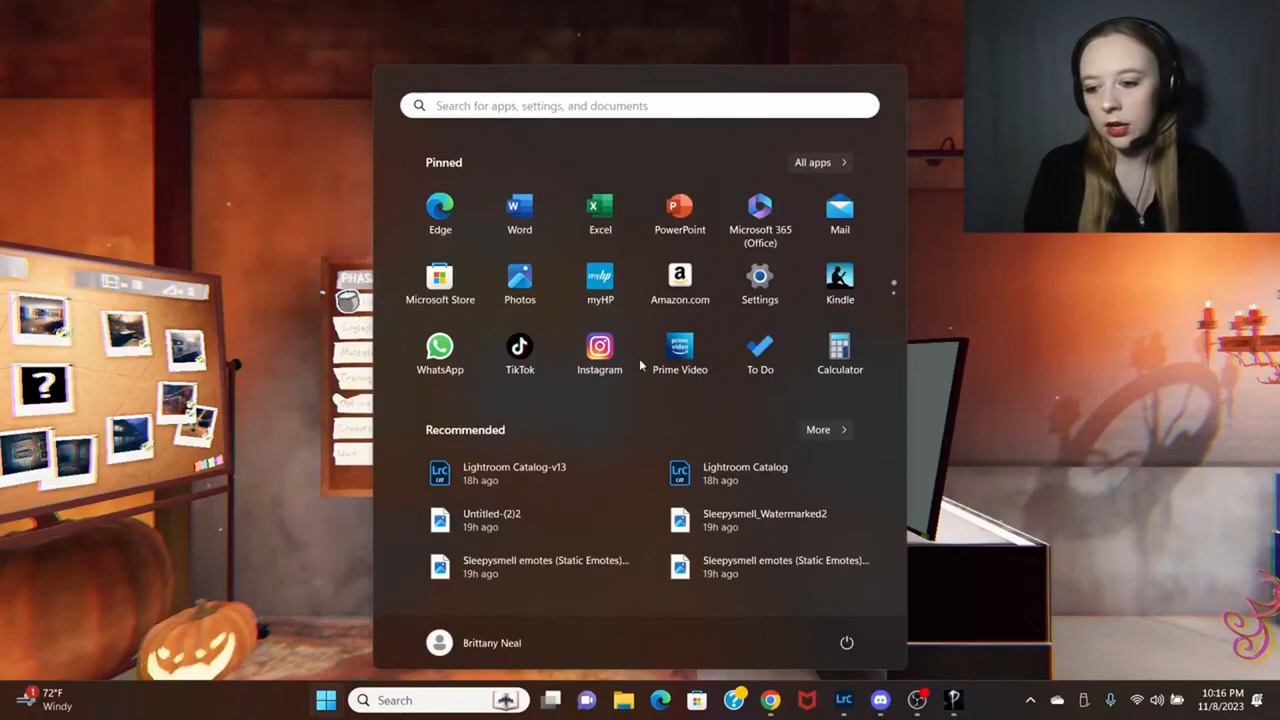 Search for apps, settings, and documents
Pinned
All apps
Edge
Word
Excel
PowerPoint
Microsoft 365
(Office)
Mail
Microsoft Store
Photos
myHP
Amazon.com
Settings
Kindle
WhatsApp
TikTok
Instagram
Prime Video
To Do
Calculator
Recommended
More
Lightroom Catalog-v13
18h ago
Lightroom Catalog
18h ago
Untitled-(2)2
19h ago
Sleepysmell_Watermarked2
19h ago
Sleepysmell emotes (Static Emotes)...
19h ago
Sleepysmell emotes (Static Emotes)...
19h ago
Brittany Neal
PHAS
?
1
72°F
Windy
Search
LrC
10:16 PM
11/8/2023